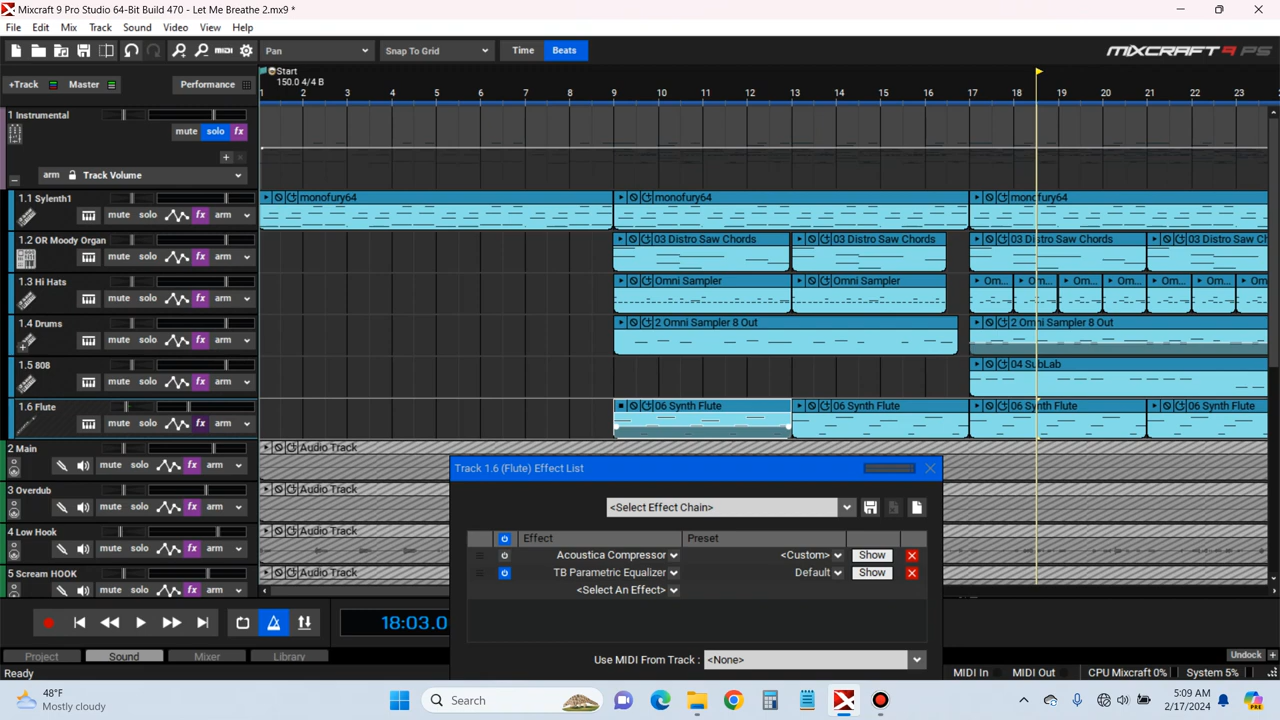 Mixcraft 9 Pro Studio 64-Bit Build 470 - Let Me Breathe 2.mx9 *
File Edit Mix Track Sound Video View Help
MIDI Pan Snap To Grid Time Beats MIXCRAFT 9 PS
+Track Master Performance
Start
150.0 4/4 B
1 2 3 4 5 6 7 8 9 10 11 12 13 14 15 16 17 18 19 20 21 22 23
1 Instrumental
mute solo fx
arm Track Volume
1.1 Sylenth1 monofury64 monofury64 monofury64
mute solo fx arm
1.2 OR Moody Organ 03 Distro Saw Chords 03 Distro Saw Chords 03 Distro Saw Chords 03 Distro Saw Ch
mute solo fx arm
1.3 Hi Hats Omni Sampler Omni Sampler Om... Om... Om... Om... Om... Om... Om
mute solo fx arm
1.4 Drums 2 Omni Sampler 8 Out 2 Omni Sampler 8 Out
mute solo fx arm
1.5 808 04 SubLab
mute solo fx arm
1.6 Flute 06 Synth Flute 06 Synth Flute 06 Synth Flute 06 Synth Flute
mute solo fx arm
2 Main Audio Track
mute solo fx arm
3 Overdub Audio Track
mute solo fx arm
4 Low Hook Audio Track
mute solo fx arm
5 Scream HOOK Audio Track
mute solo fx arm
Track 1.6 (Flute) Effect List
<Select Effect Chain>
Effect Preset
Acoustica Compressor <Custom> Show
TB Parametric Equalizer Default Show
<Select An Effect>
Use MIDI From Track : <None>
18:03.0
Project Sound Mixer Library Undock
Ready MIDI In MIDI Out CPU Mixcraft 0% System 5%
48°F
Mostly cloudy
Search
5:09 AM
2/17/2024
PRE